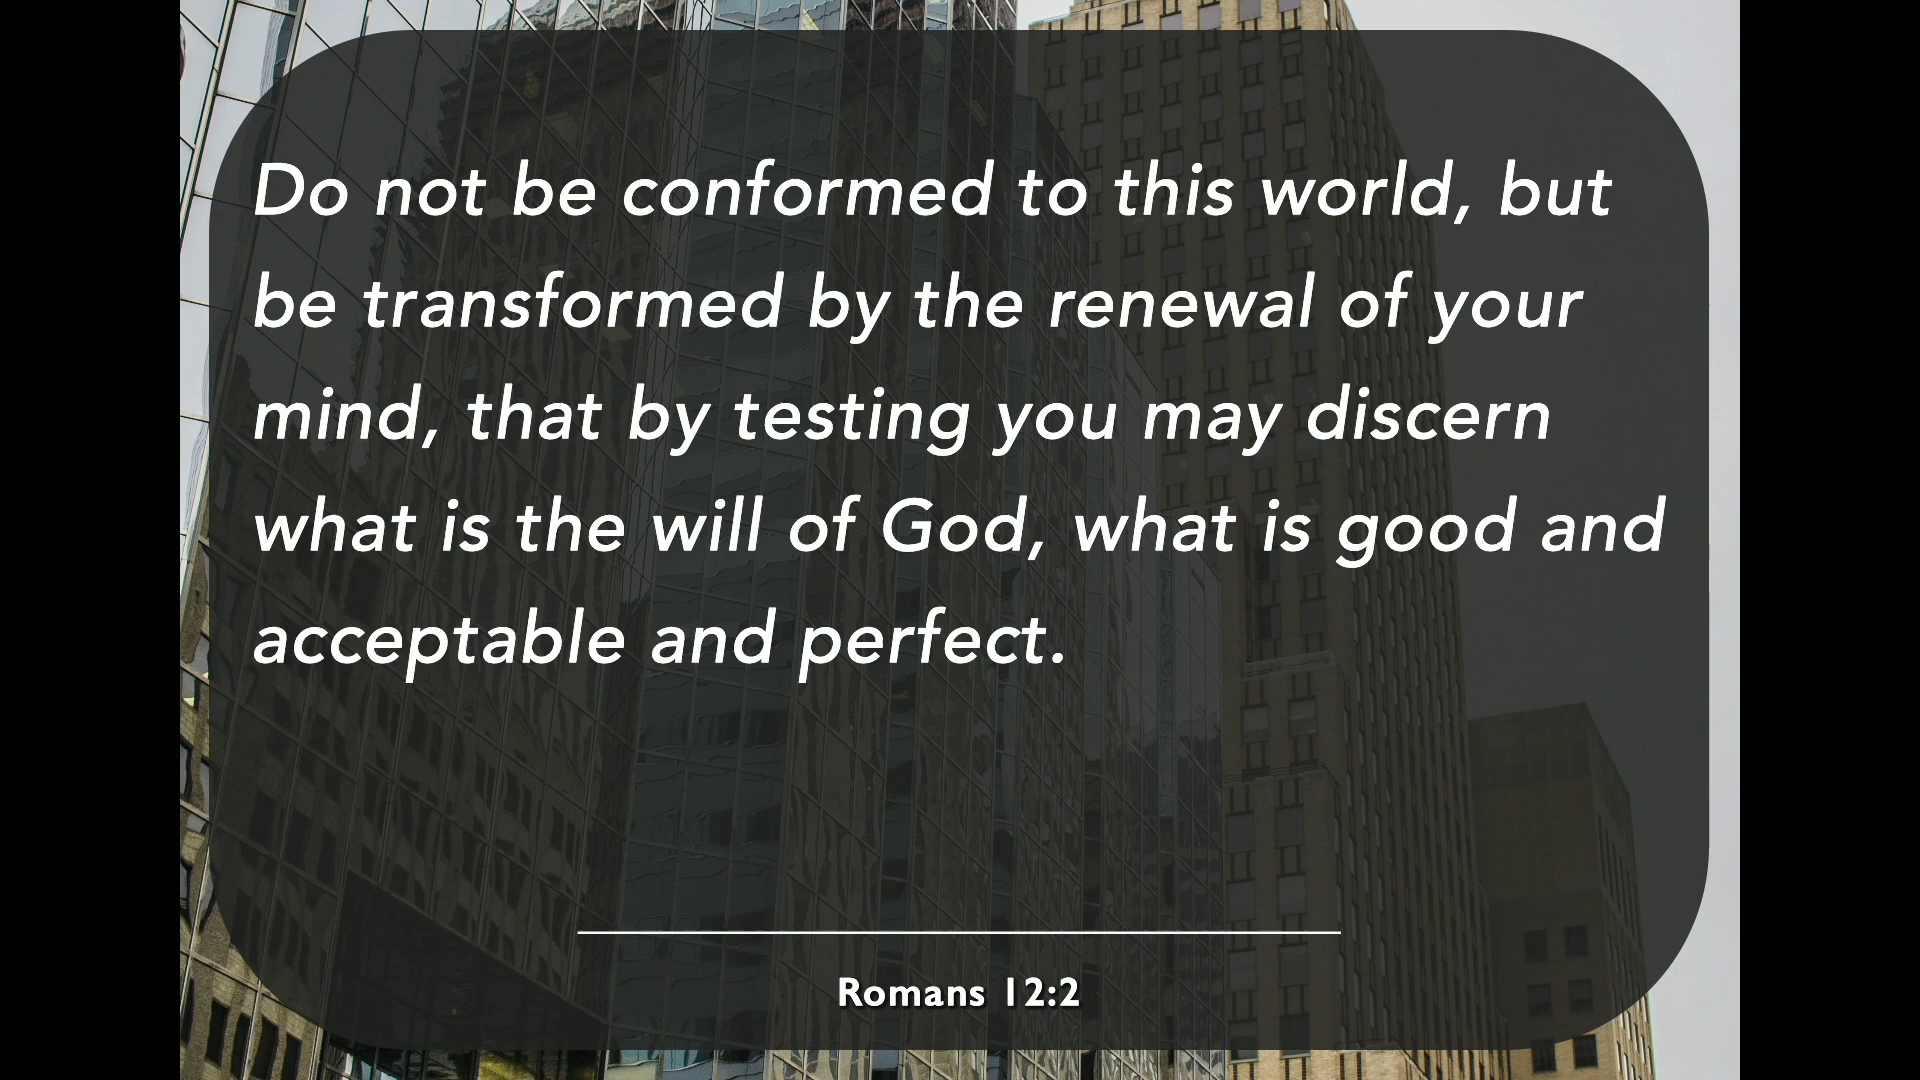 Do not be conformed to this world, but
be transformed by the renewal of your
mind, that by testing you may discern
what is the will of God, what is good and
acceptable and perfect.
Romans 12:2